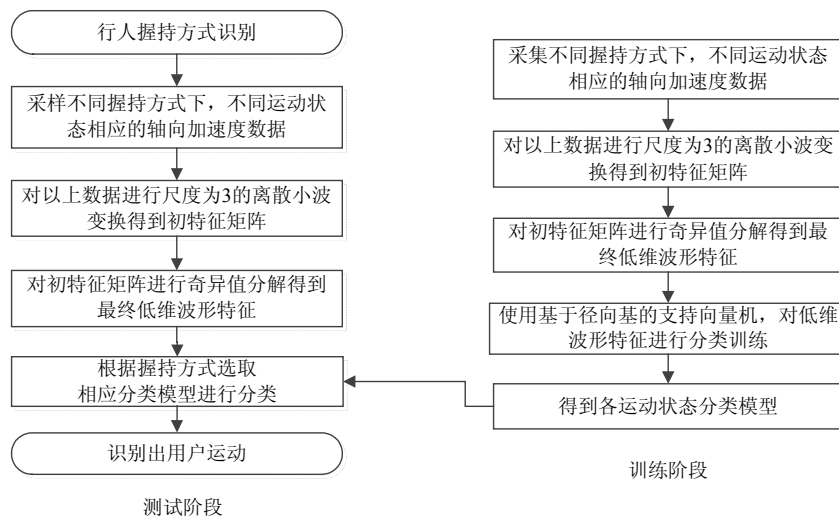 行人握持方式识别
采样不同握持方式下，不同运动状
态相应的轴向加速度数据
对以上数据进行尺度为3的离散小波
变换得到初特征矩阵
对初特征矩阵进行奇异值分解得到
最终低维波形特征
根据握持方式选取
相应分类模型进行分类
识别出用户运动
测试阶段
采集不同握持方式下，不同运动状态
相应的轴向加速度数据
对以上数据进行尺度为3的离散小波变
换得到初特征矩阵
对初特征矩阵进行奇异值分解得到最
终低维波形特征
使用基于径向基的支持向量机，对低维
波形特征进行分类训练
得到各运动状态分类模型
训练阶段